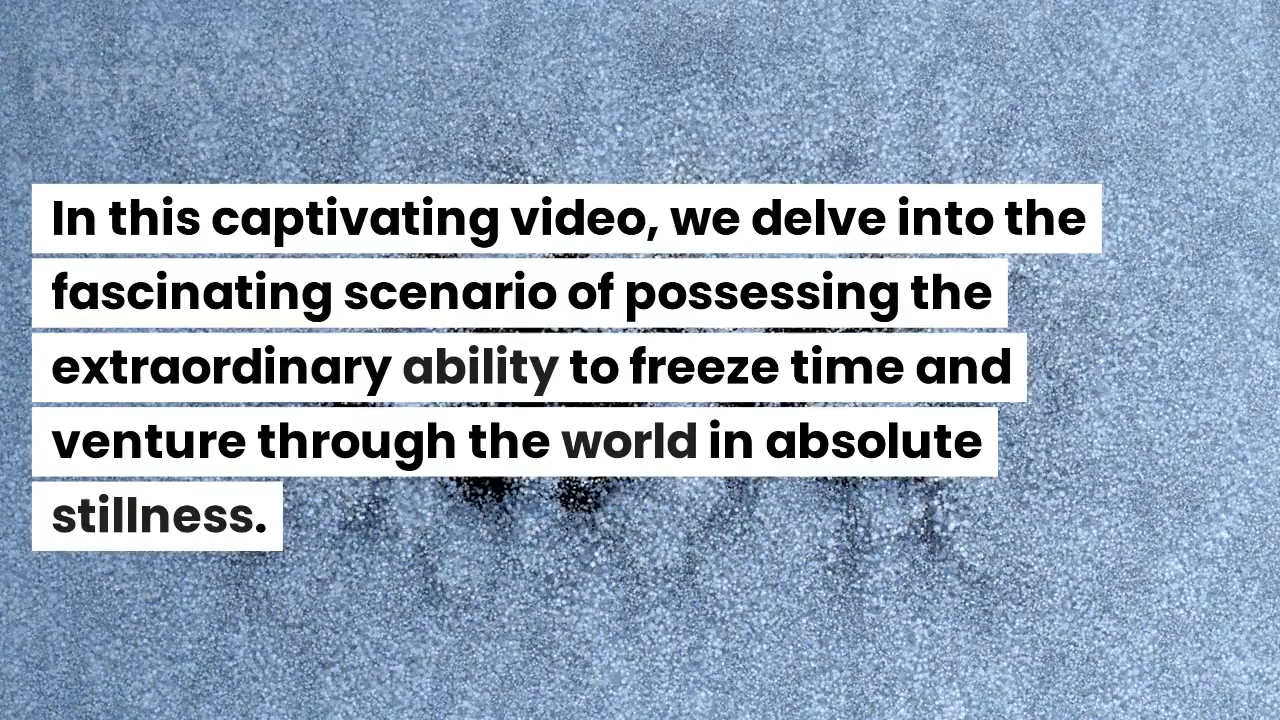 In this captivating video, we delve into the
fascinating scenario of possessing the
extraordinary ability to freeze time and
venture through the world in absolute
stillness.